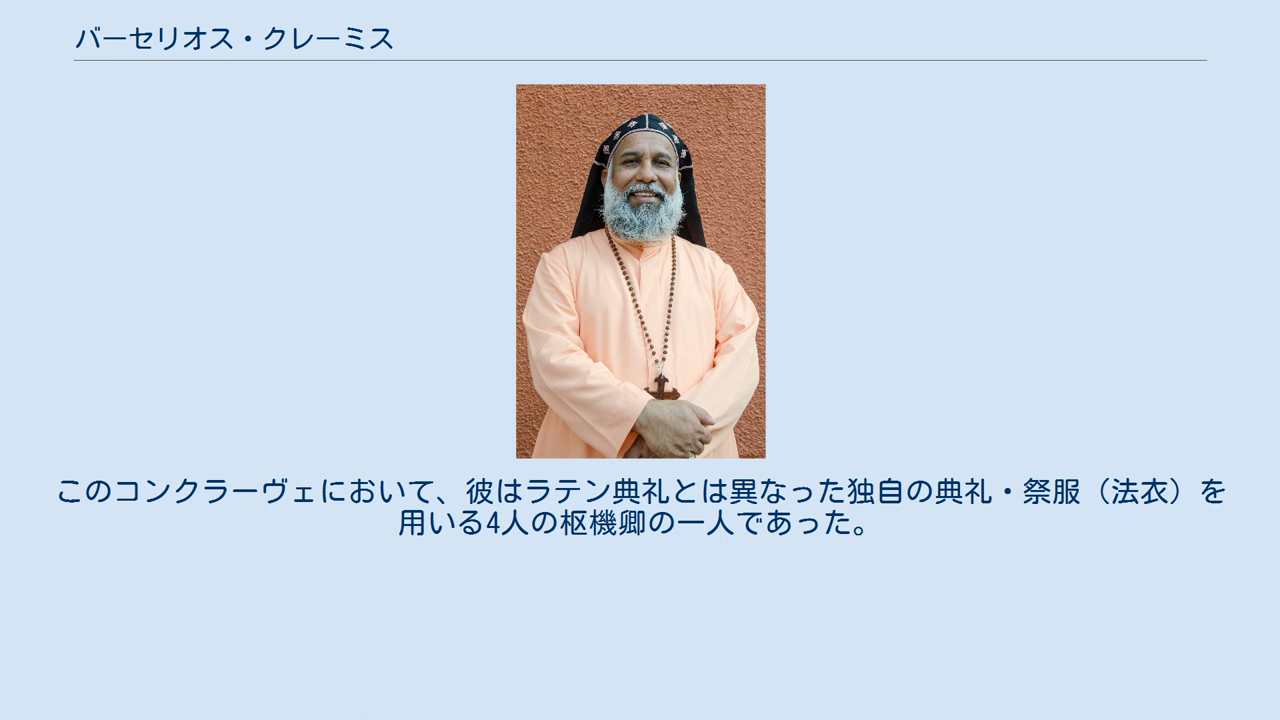 バーセリオス・クレーミス
このコンクラーヴェにおいて、彼はラテン典礼とは異なった独自の典礼・祭服（法衣）を
用いる4人の枢機卿の一人であった。